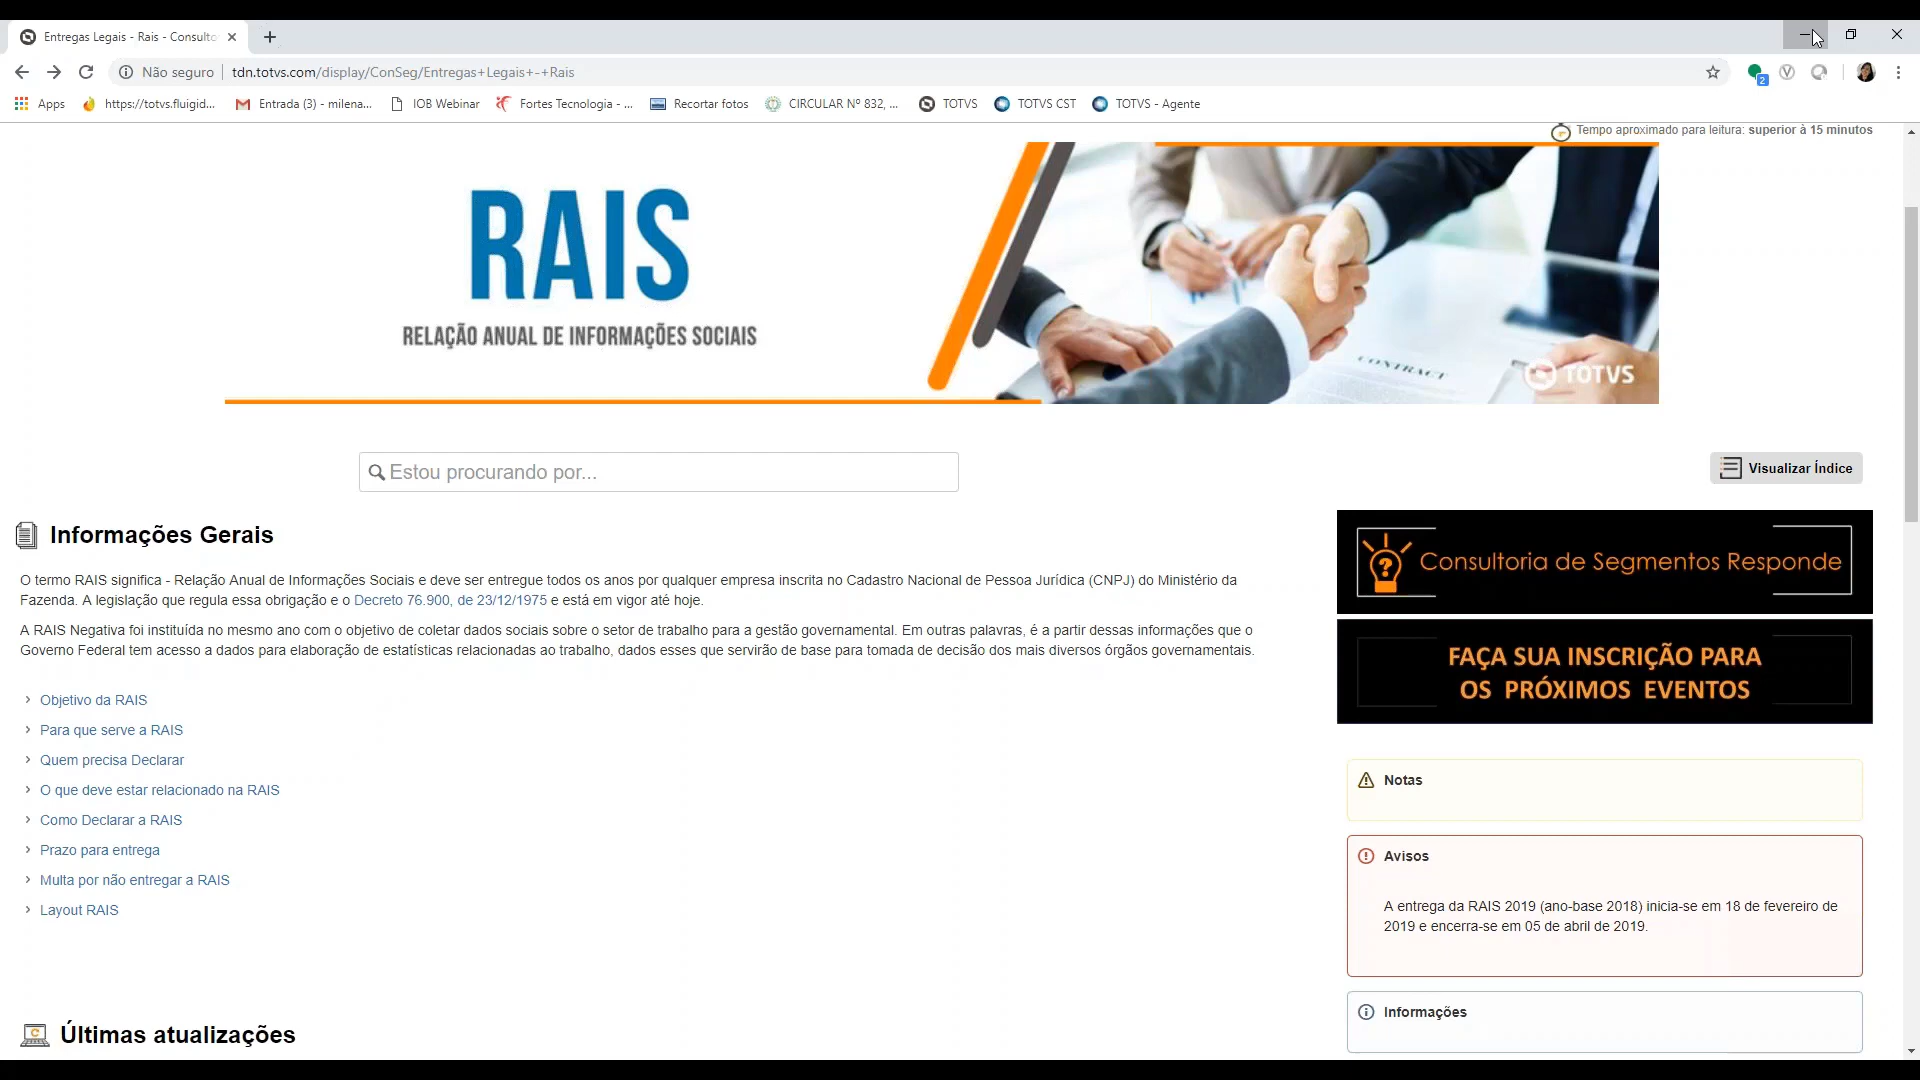 Entregas Legais - Rais - Consulto
Não seguro
tdn.totvs.com/display/ConSeg/Entregas+Legais+-+Rais
2
Apps
https://totvs.fluigid...
Entrada (3) - milena...
IOB Webinar
Fortes Tecnologia - ...
Recortar fotos
CIRCULAR Nº 832, ...
TOTVS
TOTVS CST
TOTVS - Agente
Tempo aproximado para leitura: superior à 15 minutos
RAIS
RELAÇÃO ANUAL DE INFORMAÇÕES SOCIAIS
CONTRACT
TOTVS
Estou procurando por...
Visualizar Índice
Informações Gerais
O termo RAIS significa - Relação Anual de Informações Sociais e deve ser entregue todos os anos por qualquer empresa inscrita no Cadastro Nacional de Pessoa Jurídica (CNPJ) do Ministério da
Fazenda. A legislação que regula essa obrigação e o Decreto 76.900, de 23/12/1975 e está em vigor até hoje.
A RAIS Negativa foi instituída no mesmo ano com o objetivo de coletar dados sociais sobre o setor de trabalho para a gestão governamental. Em outras palavras, é a partir dessas informações que o
Governo Federal tem acesso a dados para elaboração de estatísticas relacionadas ao trabalho, dados esses que servirão de base para tomada de decisão dos mais diversos órgãos governamentais.
Objetivo da RAIS
Para que serve a RAIS
Quem precisa Declarar
O que deve estar relacionado na RAIS
Como Declarar a RAIS
Prazo para entrega
Multa por não entregar a RAIS
Layout RAIS
Últimas atualizações
Consultoria de Segmentos Responde
FAÇA SUA INSCRIÇÃO PARA
OS PRÓXIMOS EVENTOS
Notas
Avisos
A entrega da RAIS 2019 (ano-base 2018) inicia-se em 18 de fevereiro de
2019 e encerra-se em 05 de abril de 2019.
Informações